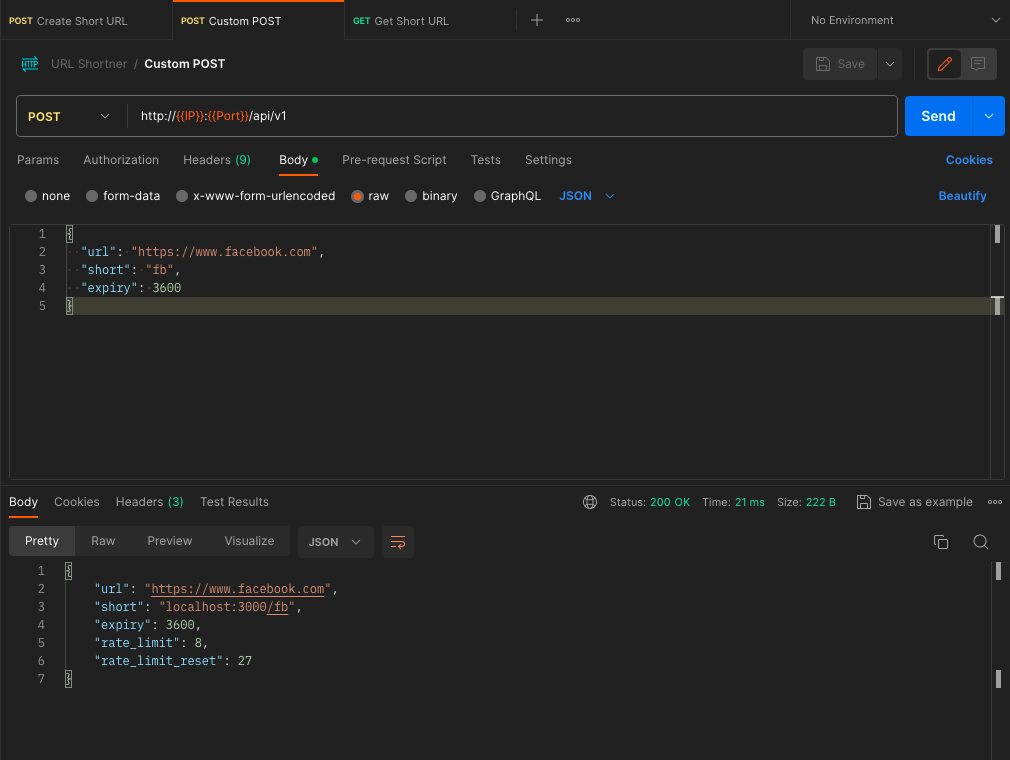 POST Create Short URL
POST Custom POST
GET Get Short URL
No Environment
HTTP URL Shortner / Custom POST
Save
POST http://{{IP}}:{{Port}}/api/v1
Send
Params Authorization Headers (9) Body Pre-request Script Tests Settings Cookies
none form-data x-www-form-urlencoded raw binary GraphQL JSON Beautify
1 {
2 "url": "https://www.facebook.com",
3 "short": "fb",
4 "expiry": 3600
5 }
Body Cookies Headers (3) Test Results Status: 200 OK Time: 21 ms Size: 222 B Save as example
Pretty Raw Preview Visualize JSON
1 {
2 "url": "https://www.facebook.com",
3 "short": "localhost:3000/fb",
4 "expiry": 3600,
5 "rate_limit": 8,
6 "rate_limit_reset": 27
7 }